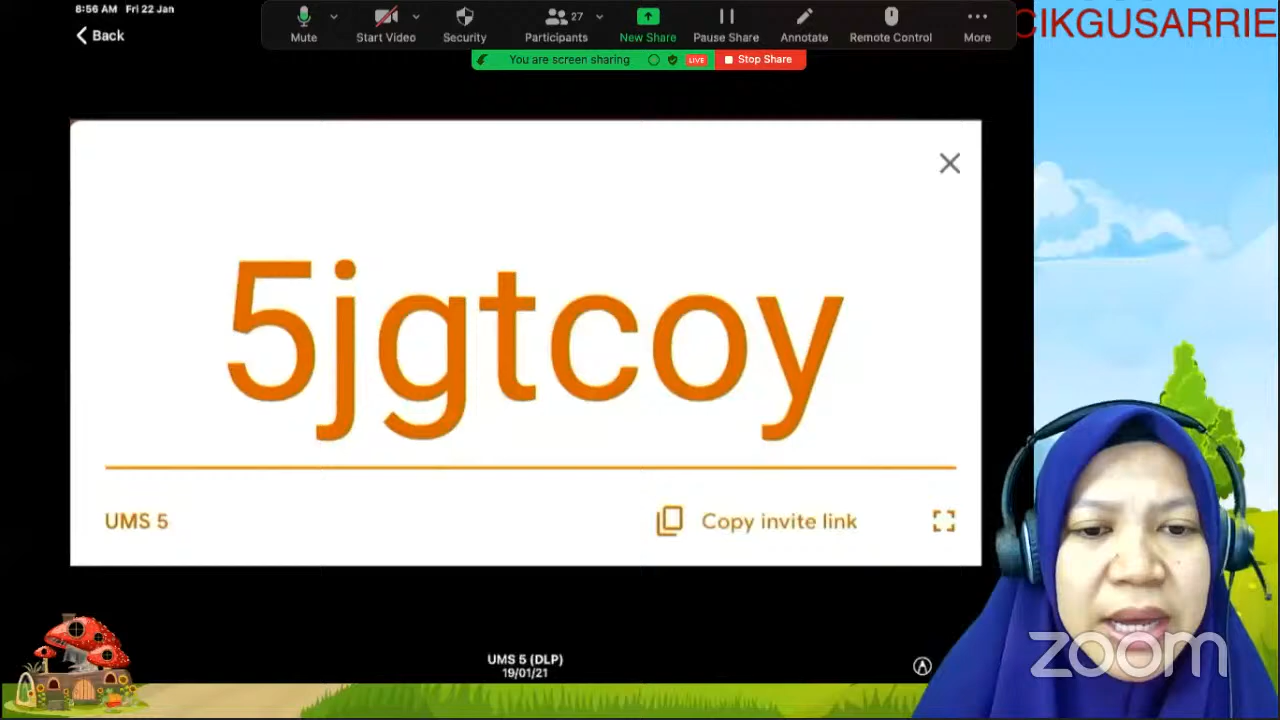 8:56 AM Fri 22 Jan
Back
Mute
Start Video
Security
27
Participants
New Share
Pause Share
Annotate
Remote Control
More
CIKGUSARRIE
You are screen sharing
LIVE
Stop Share
5jgtcoy
UMS 5
Copy invite link
UMS 5 (DLP)
19/01/21
zoom